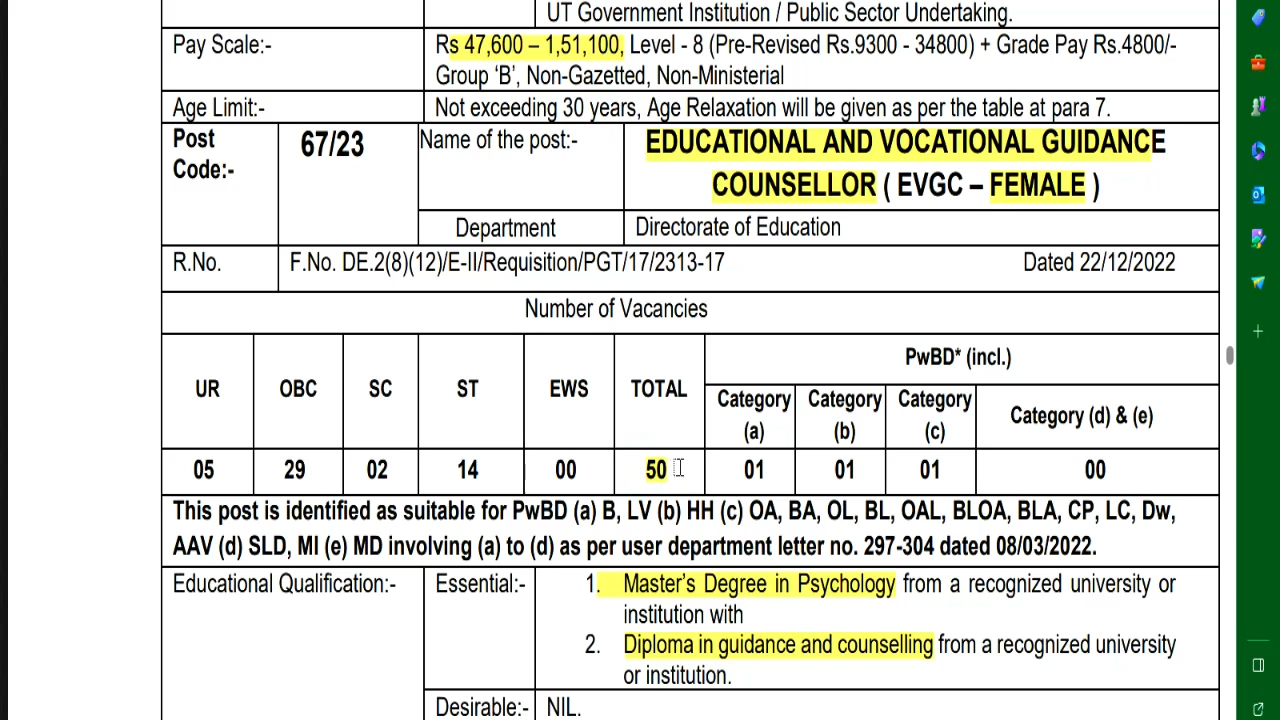 UT Government Institution / Public Sector Undertaking.
Pay Scale:- Rs 47,600 – 1,51,100, Level - 8 (Pre-Revised Rs.9300 - 34800) + Grade Pay Rs.4800/-
Group ‘B’, Non-Gazetted, Non-Ministerial
Age Limit:- Not exceeding 30 years, Age Relaxation will be given as per the table at para 7.
Post Code:- 67/23 Name of the post:- EDUCATIONAL AND VOCATIONAL GUIDANCE
COUNSELLOR ( EVGC – FEMALE )
Department Directorate of Education
R.No. F.No. DE.2(8)(12)/E-II/Requisition/PGT/17/2313-17 Dated 22/12/2022
Number of Vacancies
UR OBC SC ST EWS TOTAL PwBD* (incl.)
Category (a) Category (b) Category (c) Category (d) & (e)
05 29 02 14 00 50 01 01 01 00
This post is identified as suitable for PwBD (a) B, LV (b) HH (c) OA, BA, OL, BL, OAL, BLOA, BLA, CP, LC, Dw,
AAV (d) SLD, MI (e) MD involving (a) to (d) as per user department letter no. 297-304 dated 08/03/2022.
Educational Qualification:- Essential:- 1. Master’s Degree in Psychology from a recognized university or
institution with
2. Diploma in guidance and counselling from a recognized university
or institution.
Desirable:- NIL.